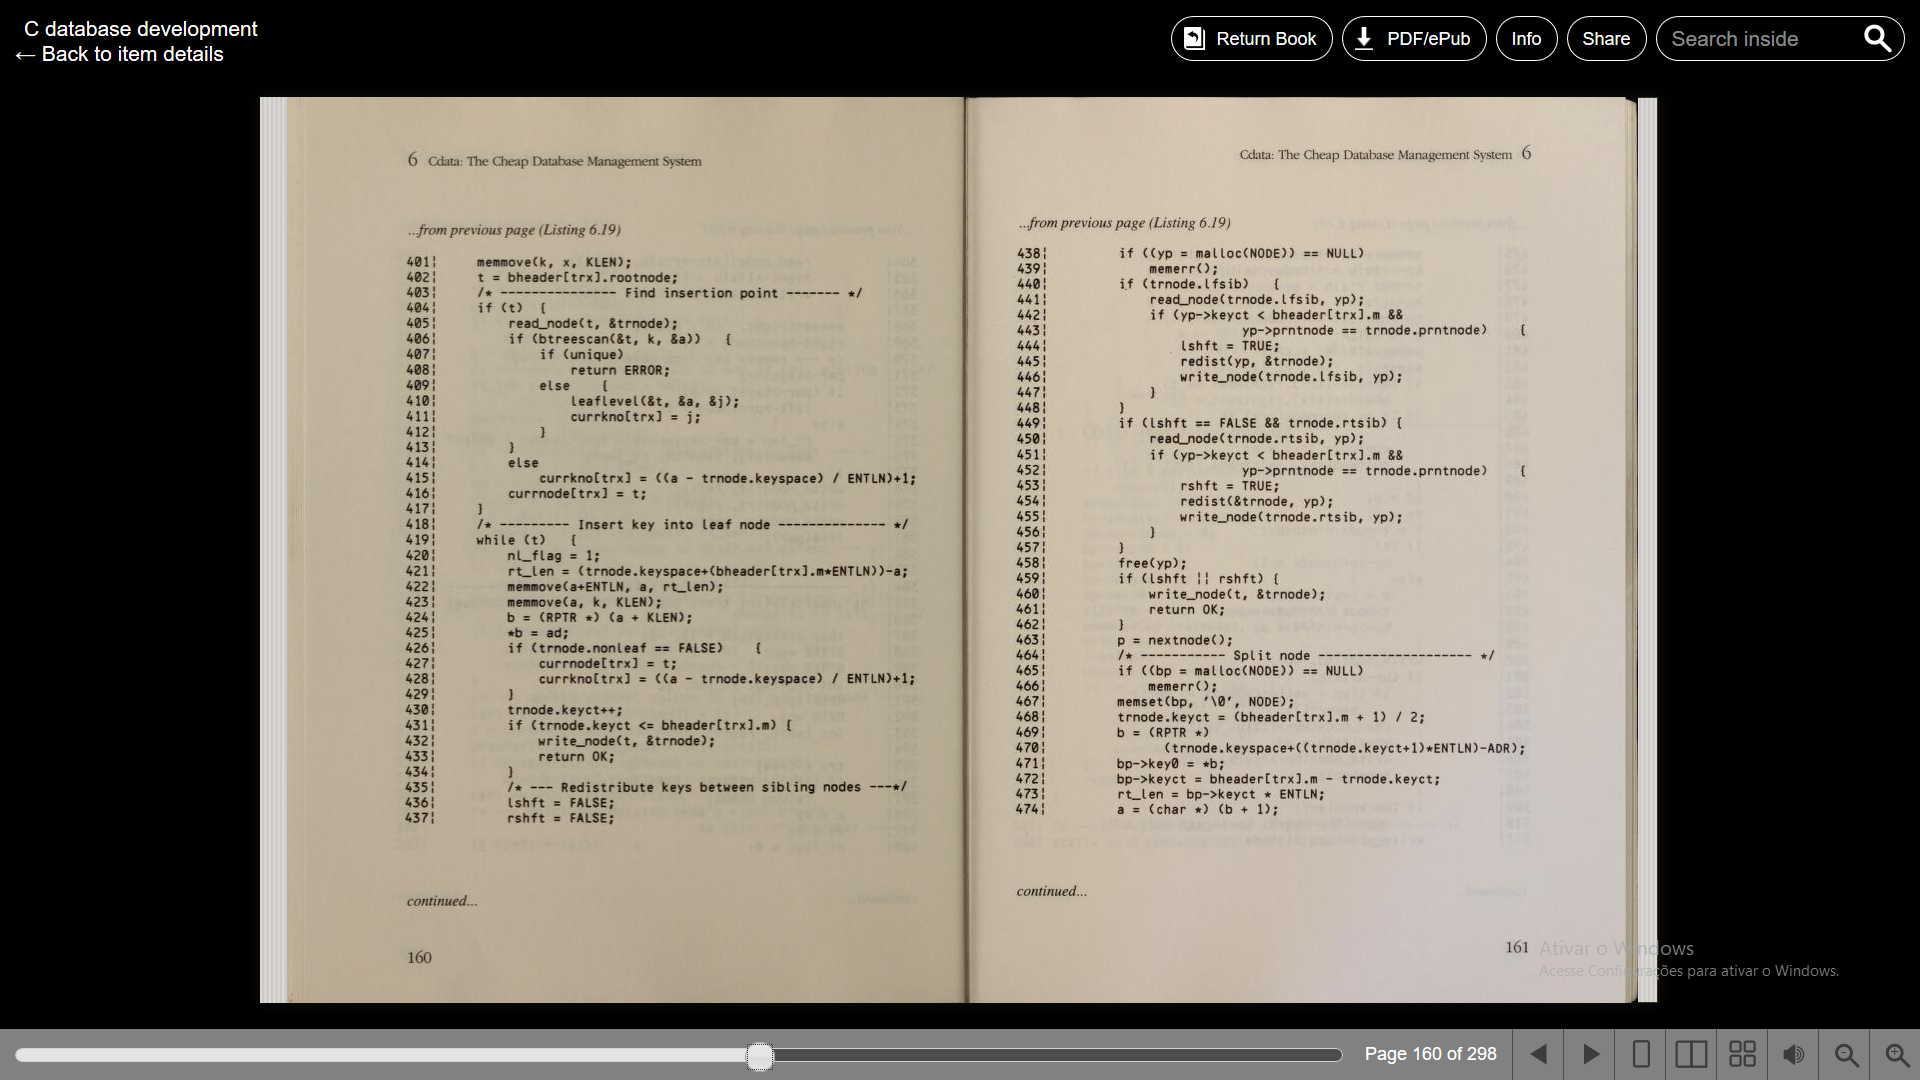 C database development
← Back to item details
Return Book
PDF/ePub
Info
Share
Search inside
6 Cdata: The Cheap Database Management System
...from previous page (Listing 6.19)
401¦ memmove(k, x, KLEN);
402¦ t = bheader[trx].rootnode;
403¦ /* --------------- Find insertion point ------- */
404¦ if (t) {
405¦ read_node(t, &trnode);
406¦ if (btreescan(&t, k, &a)) {
407¦ if (unique)
408¦ return ERROR;
409¦ else {
410¦ leaflevel(&t, &a, &j);
411¦ currkno[trx] = j;
412¦ }
413¦ }
414¦ else
415¦ currkno[trx] = ((a - trnode.keyspace) / ENTLN)+1;
416¦ currnode[trx] = t;
417¦ }
418¦ /* --------- Insert key into leaf node -------------- */
419¦ while (t) {
420¦ nl_flag = 1;
421¦ rt_len = (trnode.keyspace+(bheader[trx].m*ENTLN))-a;
422¦ memmove(a+ENTLN, a, rt_len);
423¦ memmove(a, k, KLEN);
424¦ b = (RPTR *) (a + KLEN);
425¦ *b = ad;
426¦ if (trnode.nonleaf == FALSE) {
427¦ currnode[trx] = t;
428¦ currkno[trx] = ((a - trnode.keyspace) / ENTLN)+1;
429¦ }
430¦ trnode.keyct++;
431¦ if (trnode.keyct <= bheader[trx].m) {
432¦ write_node(t, &trnode);
433¦ return OK;
434¦ }
435¦ /* --- Redistribute keys between sibling nodes ---*/
436¦ lshft = FALSE;
437¦ rshft = FALSE;
continued...
160
Cdata: The Cheap Database Management System 6
...from previous page (Listing 6.19)
438¦ if ((yp = malloc(NODE)) == NULL)
439¦ memerr();
440¦ if (trnode.lfsib) {
441¦ read_node(trnode.lfsib, yp);
442¦ if (yp->keyct < bheader[trx].m &&
443¦ yp->prntnode == trnode.prntnode) {
444¦ lshft = TRUE;
445¦ redist(yp, &trnode);
446¦ write_node(trnode.lfsib, yp);
447¦ }
448¦ }
449¦ if (lshft == FALSE && trnode.rtsib) {
450¦ read_node(trnode.rtsib, yp);
451¦ if (yp->keyct < bheader[trx].m &&
452¦ yp->prntnode == trnode.prntnode) {
453¦ rshft = TRUE;
454¦ redist(&trnode, yp);
455¦ write_node(trnode.rtsib, yp);
456¦ }
457¦ }
458¦ free(yp);
459¦ if (lshft ¦¦ rshft) {
460¦ write_node(t, &trnode);
461¦ return OK;
462¦ }
463¦ p = nextnode();
464¦ /* ----------- Split node -------------------- */
465¦ if ((bp = malloc(NODE)) == NULL)
466¦ memerr();
467¦ memset(bp, '\0', NODE);
468¦ trnode.keyct = (bheader[trx].m + 1) / 2;
469¦ b = (RPTR *)
470¦ (trnode.keyspace+((trnode.keyct+1)*ENTLN)-ADR);
471¦ bp->key0 = *b;
472¦ bp->keyct = bheader[trx].m - trnode.keyct;
473¦ rt_len = bp->keyct * ENTLN;
474¦ a = (char *) (b + 1);
continued...
161
Ativar o Windows
Acesse Configurações para ativar o Windows.
Page 160 of 298